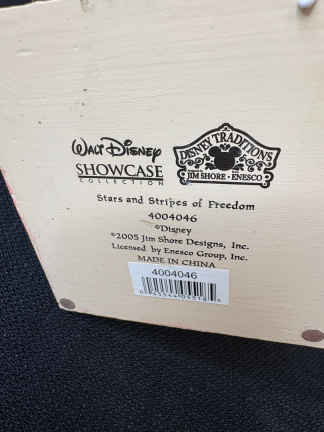 WALT DISNEY
SHOWCASE
COLLECTION
DISNEY TRADITIONS
JIM SHORE • ENESCO
Stars and Stripes of Freedom
4004046
©Disney
©2005 Jim Shore Designs, Inc.
Licensed by Enesco Group, Inc.
MADE IN CHINA
4004046